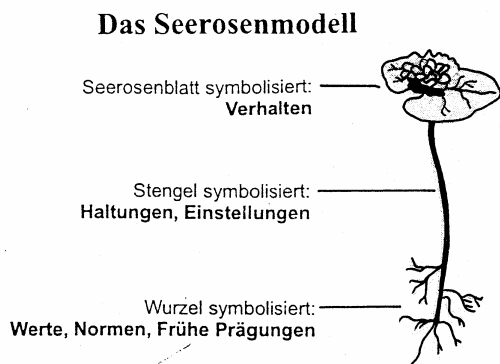 Das Seerosenmodell
Seerosenblatt symbolisiert:
Verhalten
Stengel symbolisiert:
Haltungen, Einstellungen
Wurzel symbolisiert:
Werte, Normen, Frühe Prägungen